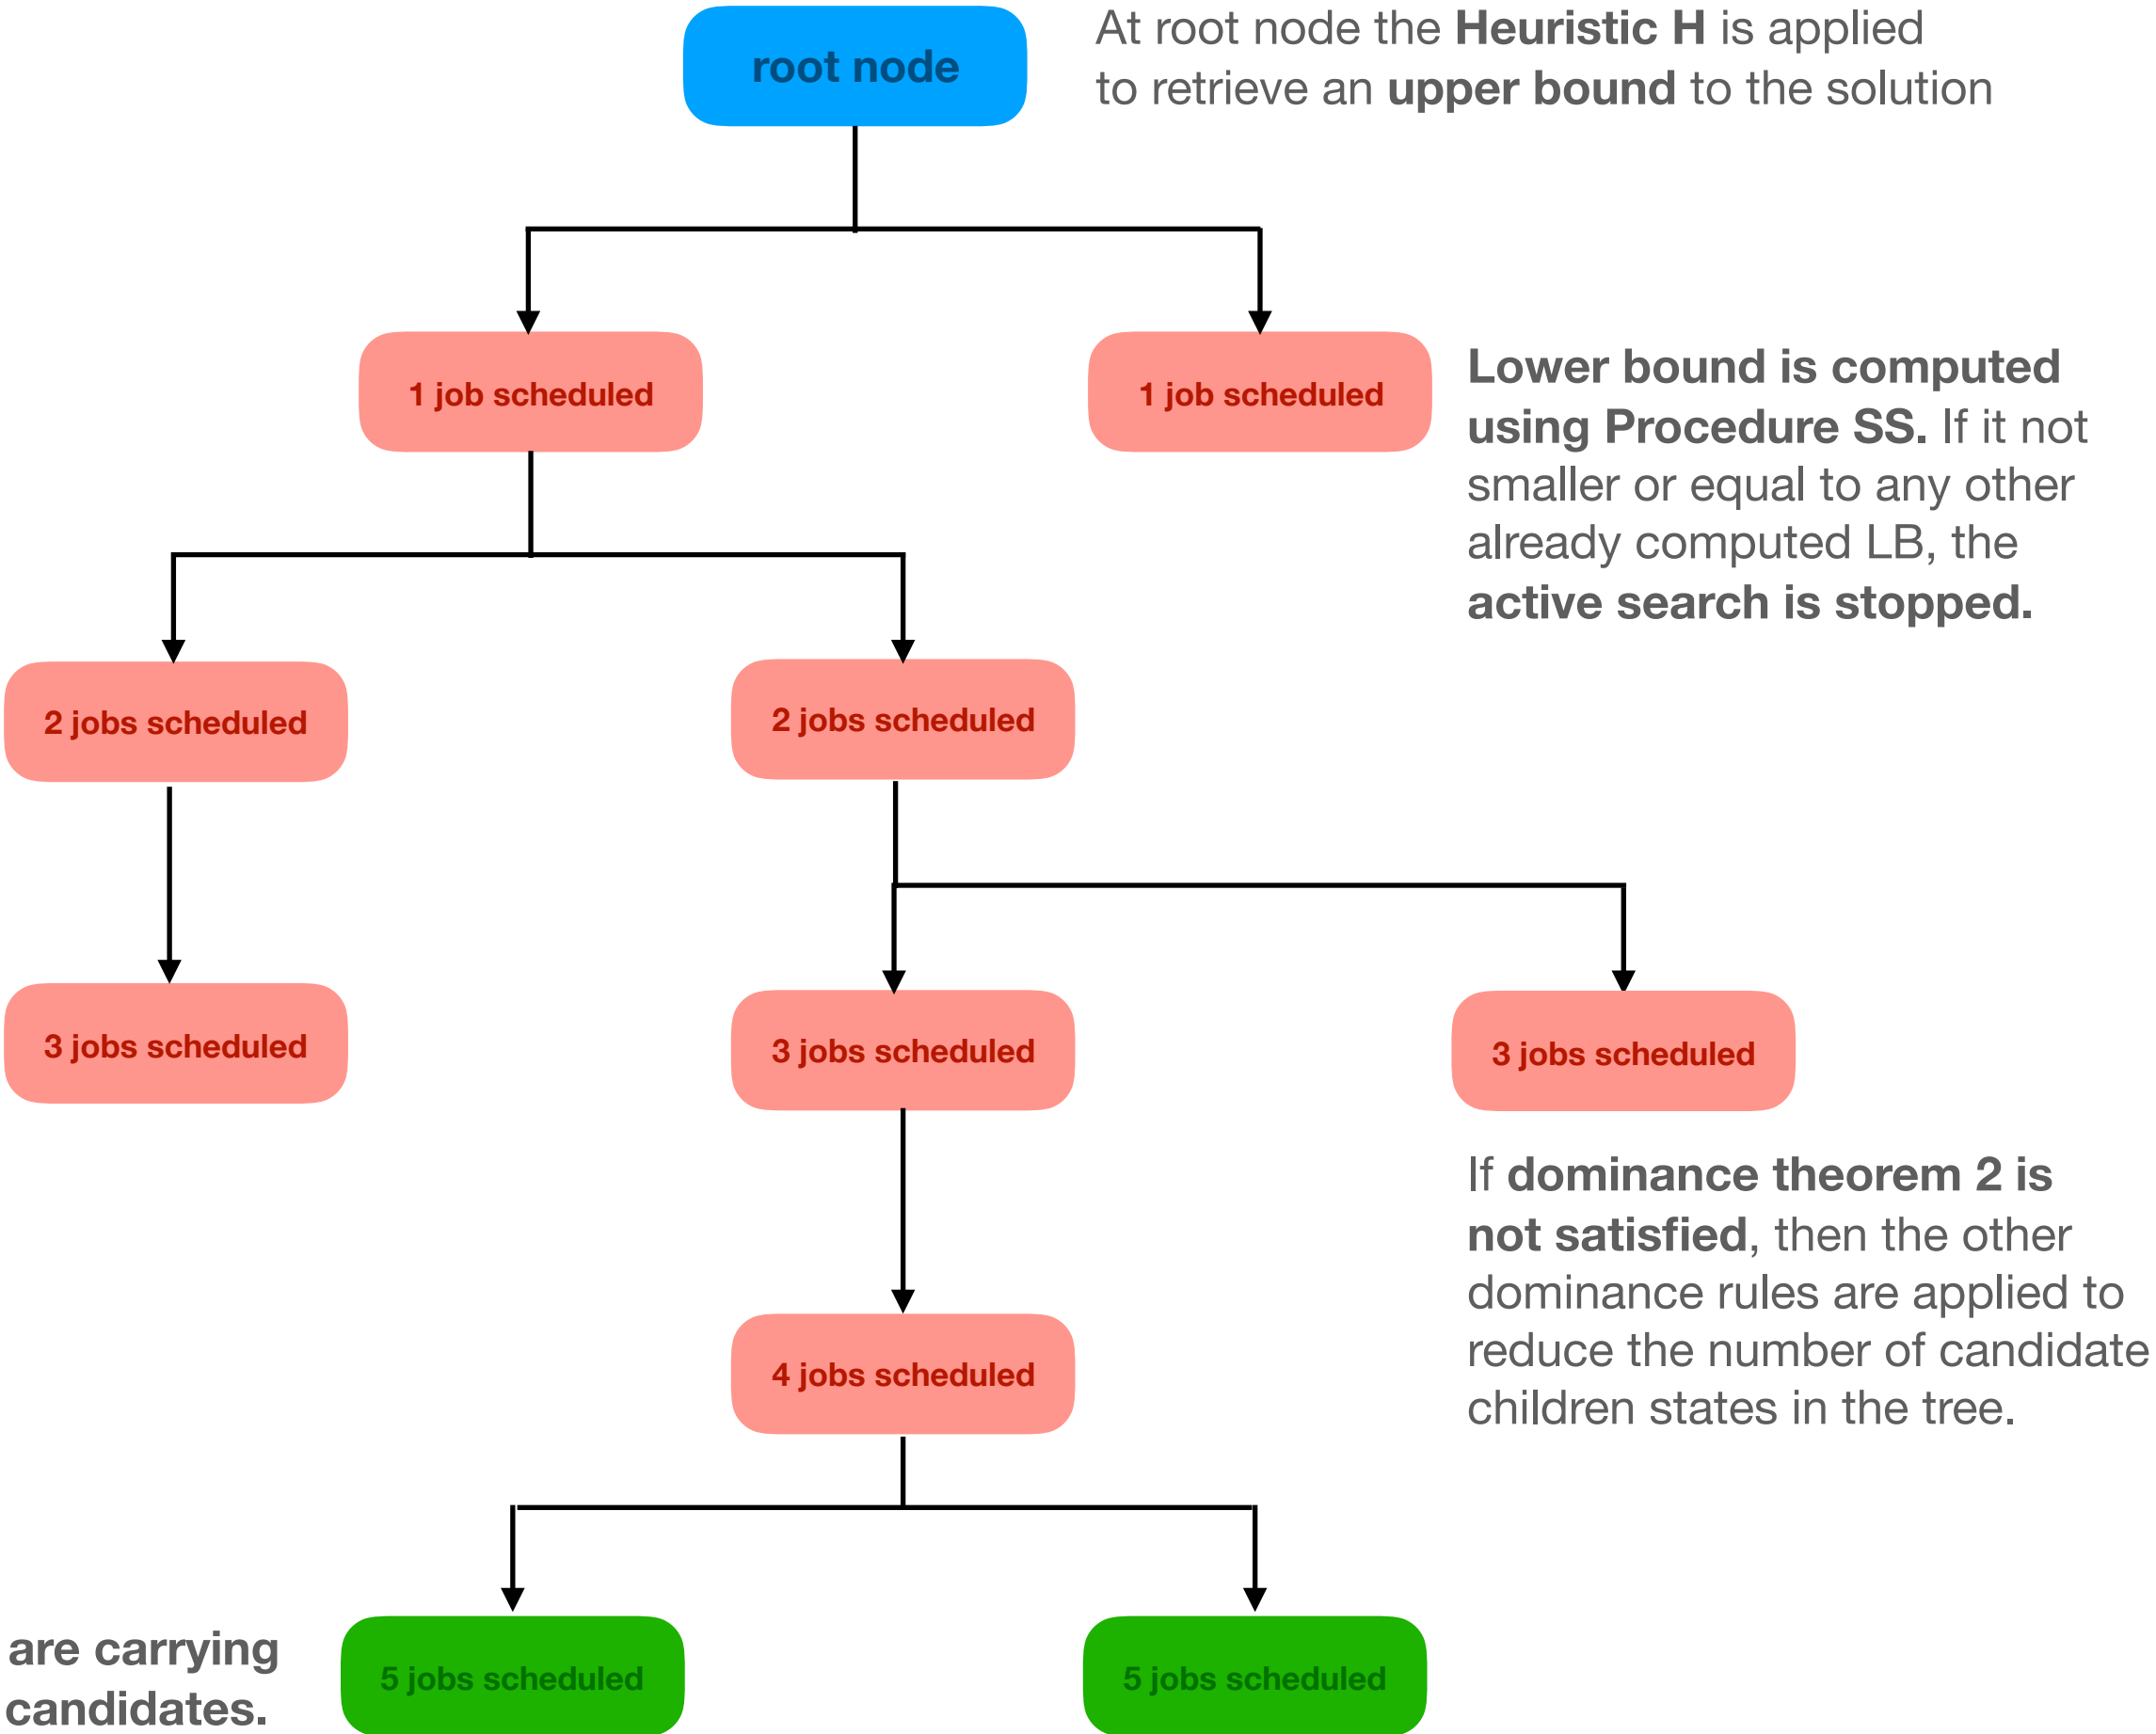 root node
At root node the Heuristic H is applied
to retrieve an upper bound to the solution
1 job scheduled
1 job scheduled
Lower bound is computed
using Procedure SS. If it not
smaller or equal to any other
already computed LB, the
active search is stopped.
2 jobs scheduled
2 jobs scheduled
3 jobs scheduled
3 jobs scheduled
3 jobs scheduled
If dominance theorem 2 is
not satisfied, then the other
dominance rules are applied to
reduce the number of candidate
children states in the tree.
4 jobs scheduled
are carrying
candidates.
5 jobs scheduled
5 jobs scheduled